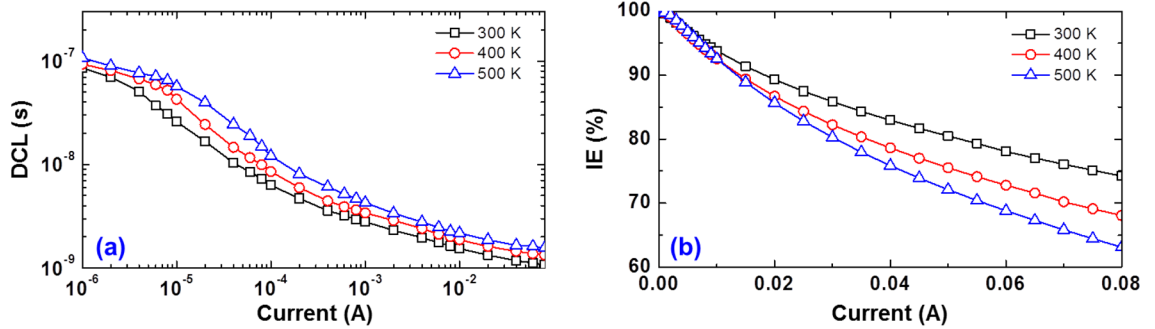 DCL (s)
10^-7
10^-8
10^-9
300 K
400 K
500 K
(a)
10^-6 10^-5 10^-4 10^-3 10^-2
Current (A)
IE (%)
100
90
80
70
60
300 K
400 K
500 K
(b)
0.00 0.02 0.04 0.06 0.08
Current (A)